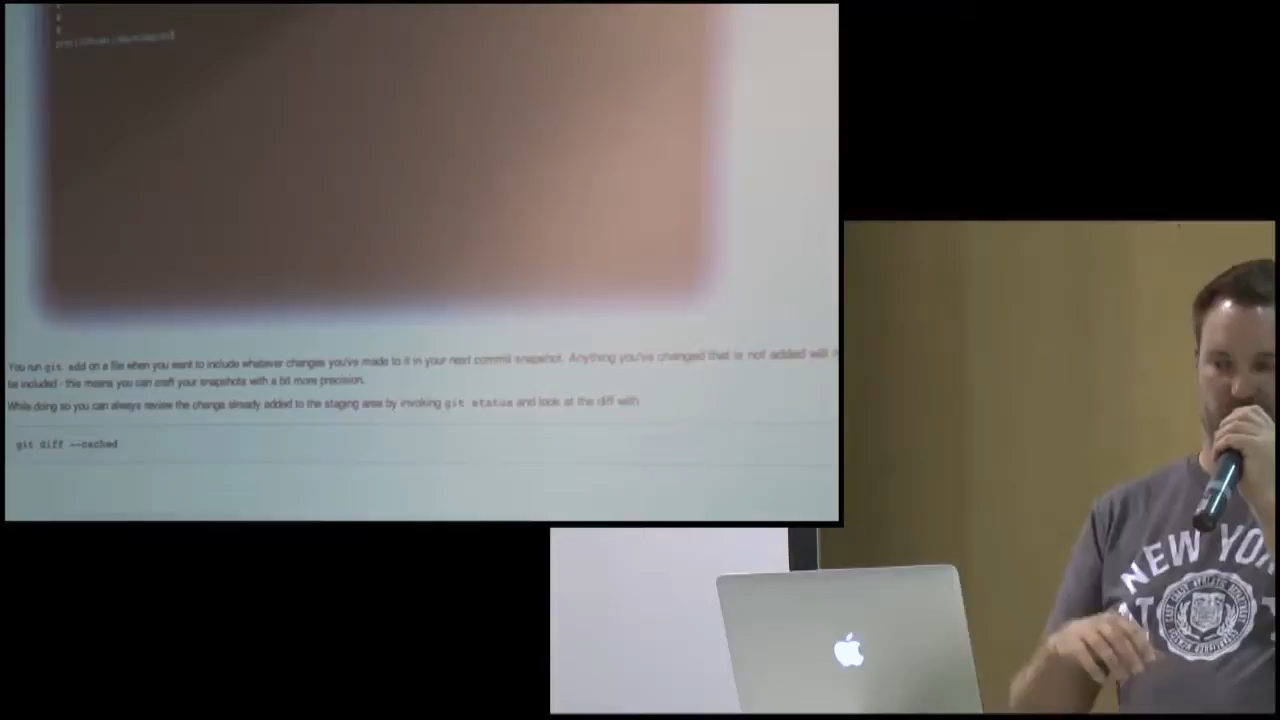 You run git add on a file when you want to include whatever changes you've made to it in your next commit snapshot. Anything you've changed that is not added will
be included - this means you can craft your snapshots with a bit more precision.
While doing so you can always review the change already added to the staging area by invoking git status and look at the diff with
git diff --cached
NEW YO